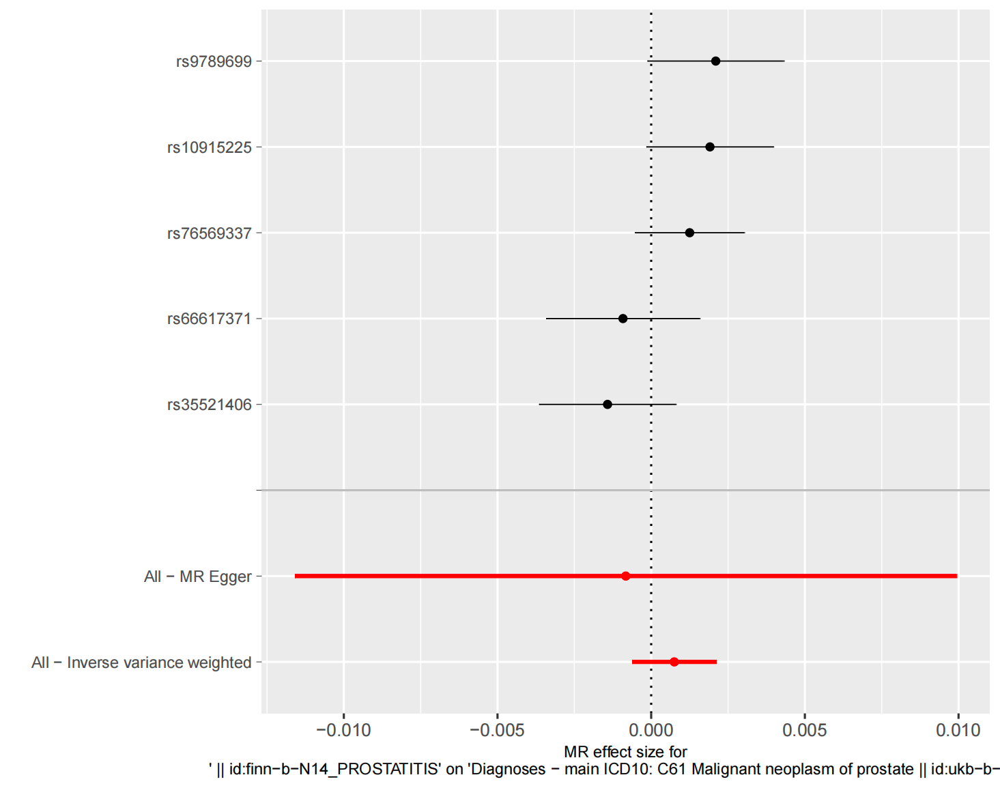 rs9789699
rs10915225
rs76569337
rs66617371
rs35521406
All − MR Egger
All − Inverse variance weighted
−0.010 −0.005 0.000 0.005 0.010
MR effect size for
' || id:finn−b−N14_PROSTATITIS' on 'Diagnoses − main ICD10: C61 Malignant neoplasm of prostate || id:ukb−b−